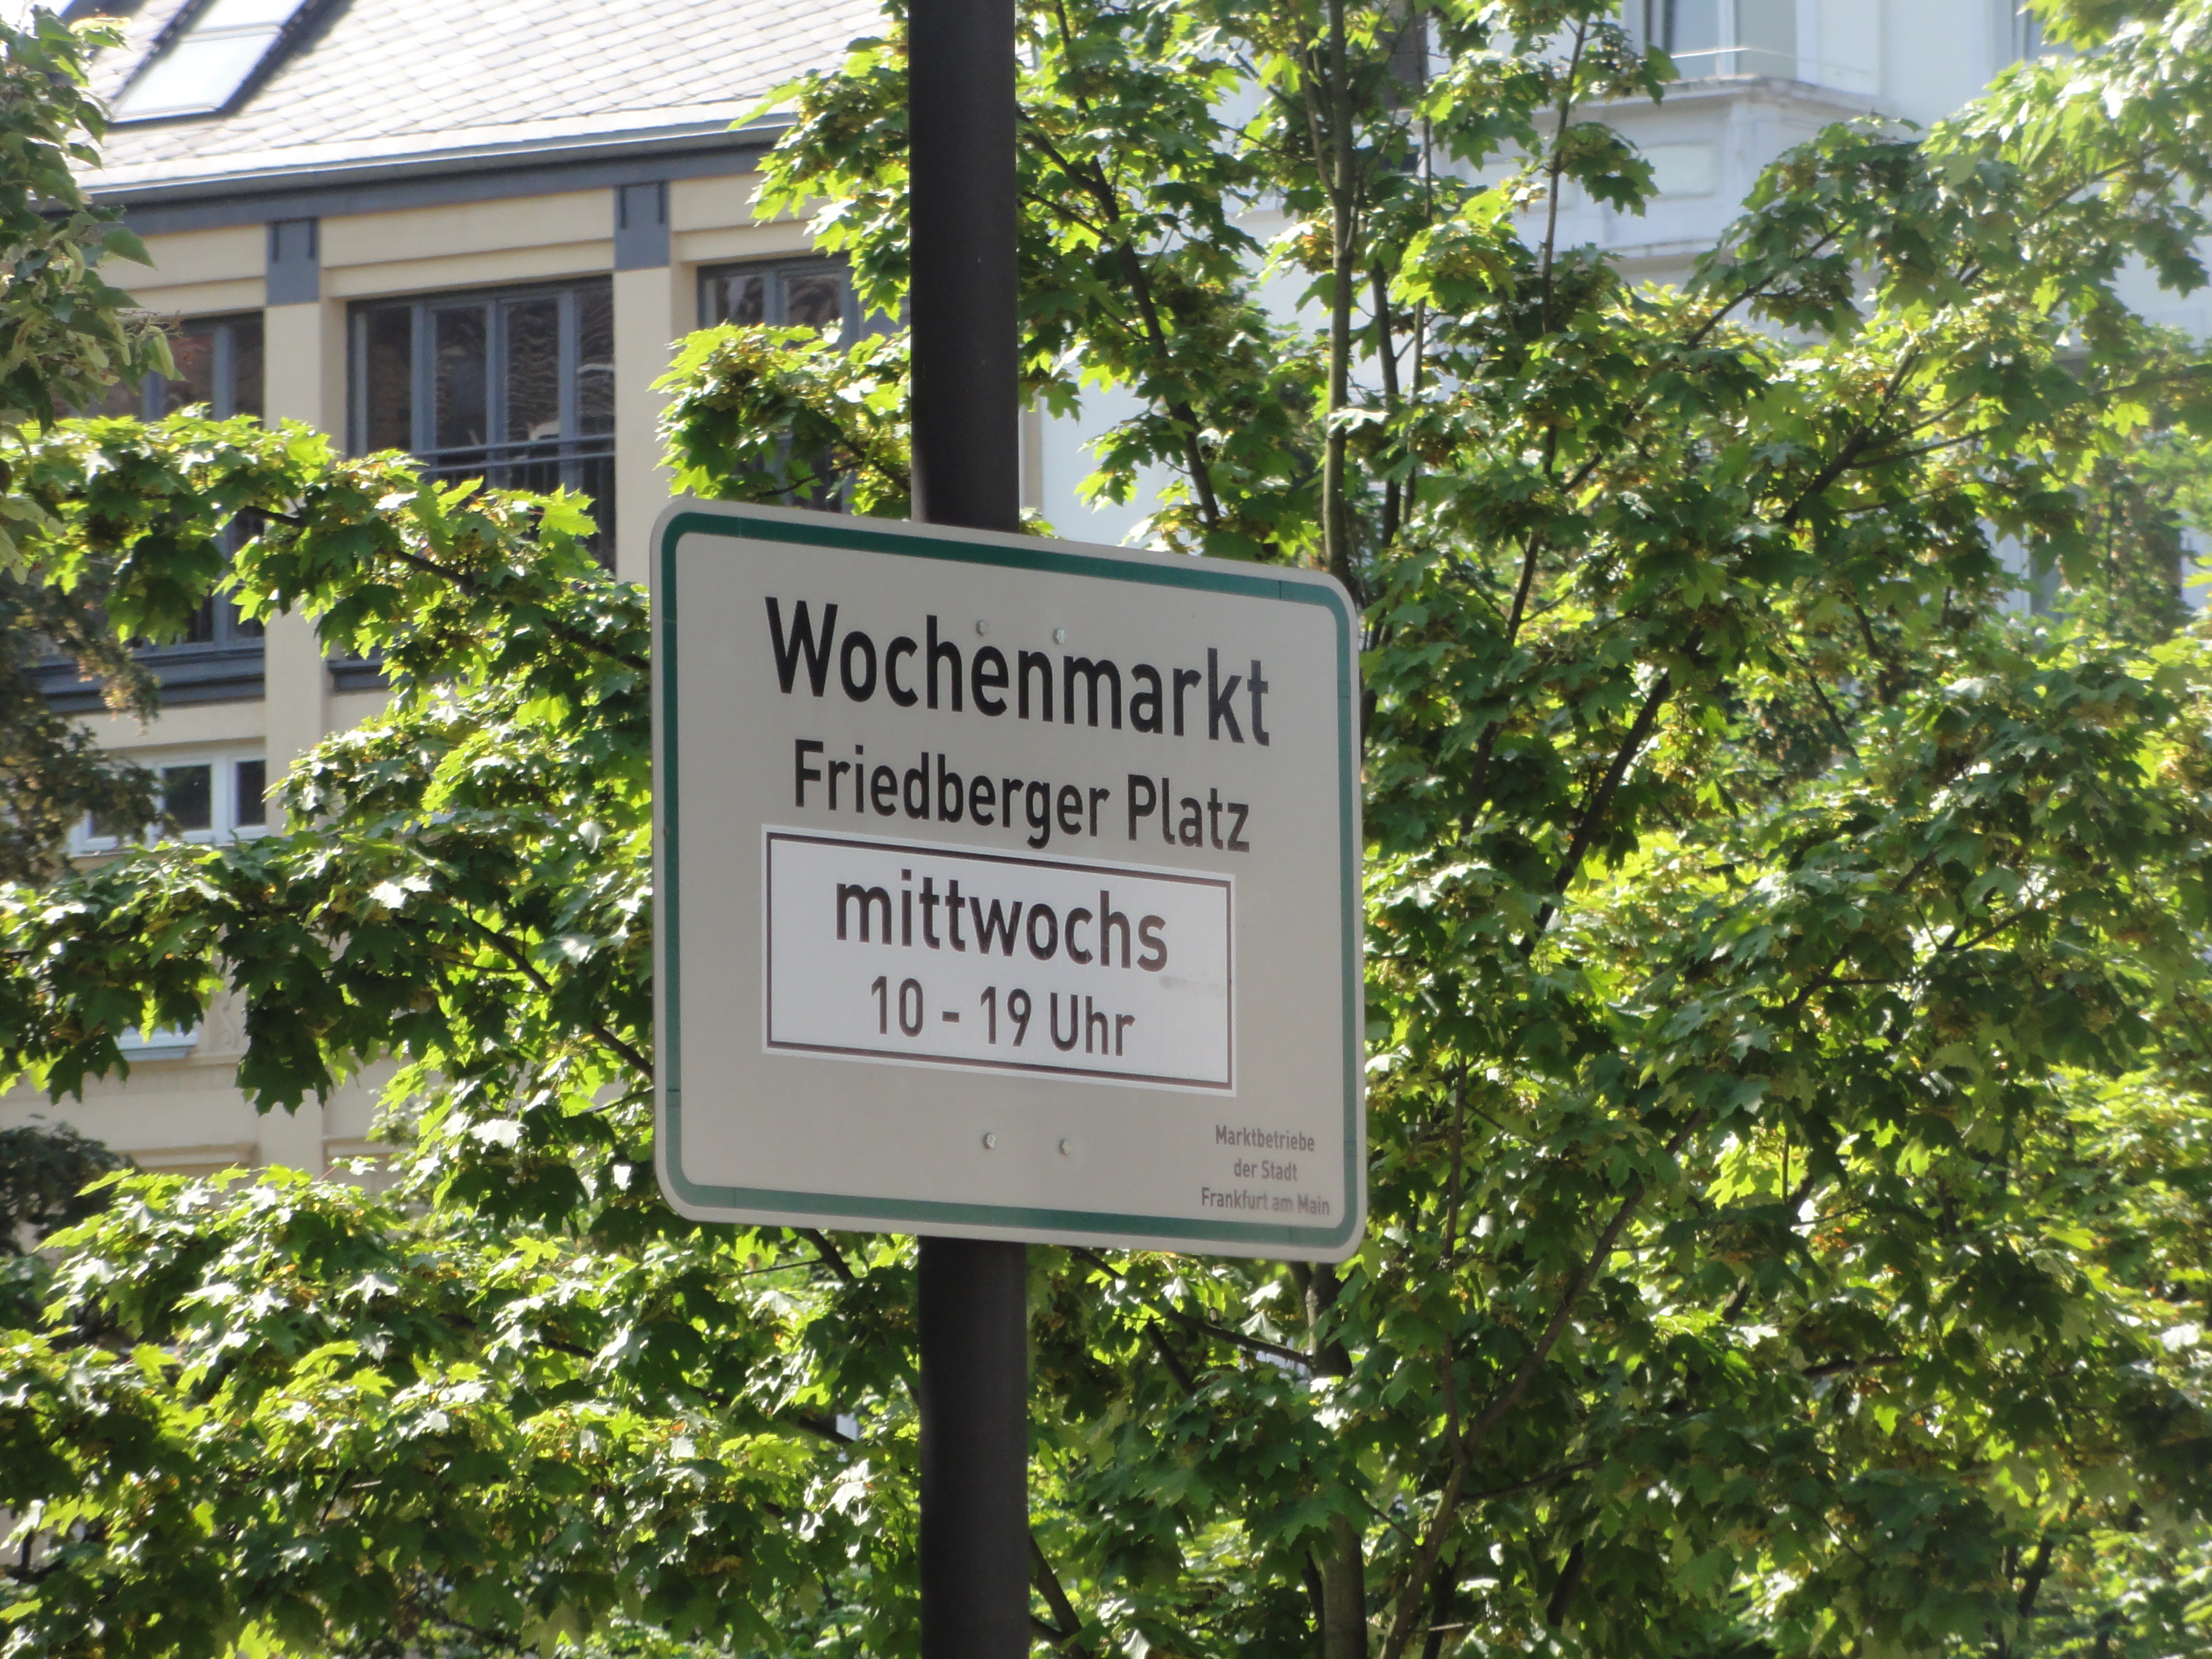 Wochenmarkt
Friedberger Platz
mittwochs
10 - 19 Uhr
Marktbetriebe
der Stadt
Frankfurt am Main